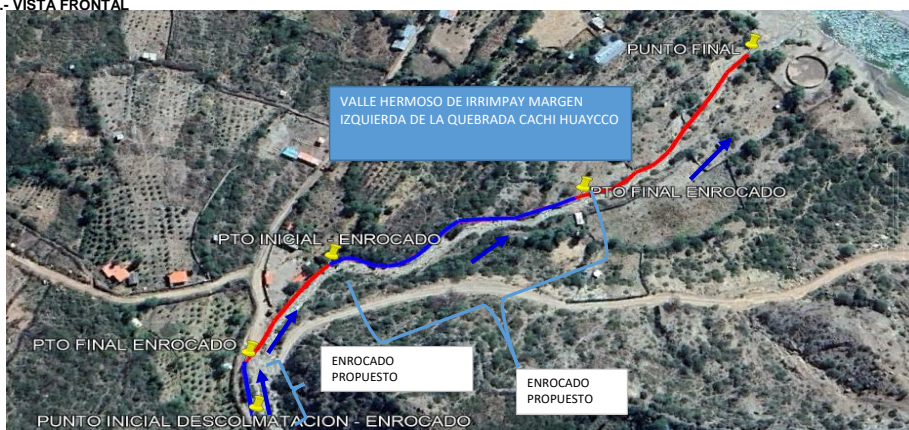 .- VISTA FRONTAL
PUNTO FINAL
VALLE HERMOSO DE IRRIMPAY MARGEN
IZQUIERDA DE LA QUEBRADA CACHI HUAYCCO
PTO FINAL ENROCADO
PTO INICIAL - ENROCADO
PTO FINAL ENROCADO
ENROCADO
PROPUESTO
ENROCADO
PROPUESTO
PUNTO INICIAL DESCOLMATACION - ENROCADO